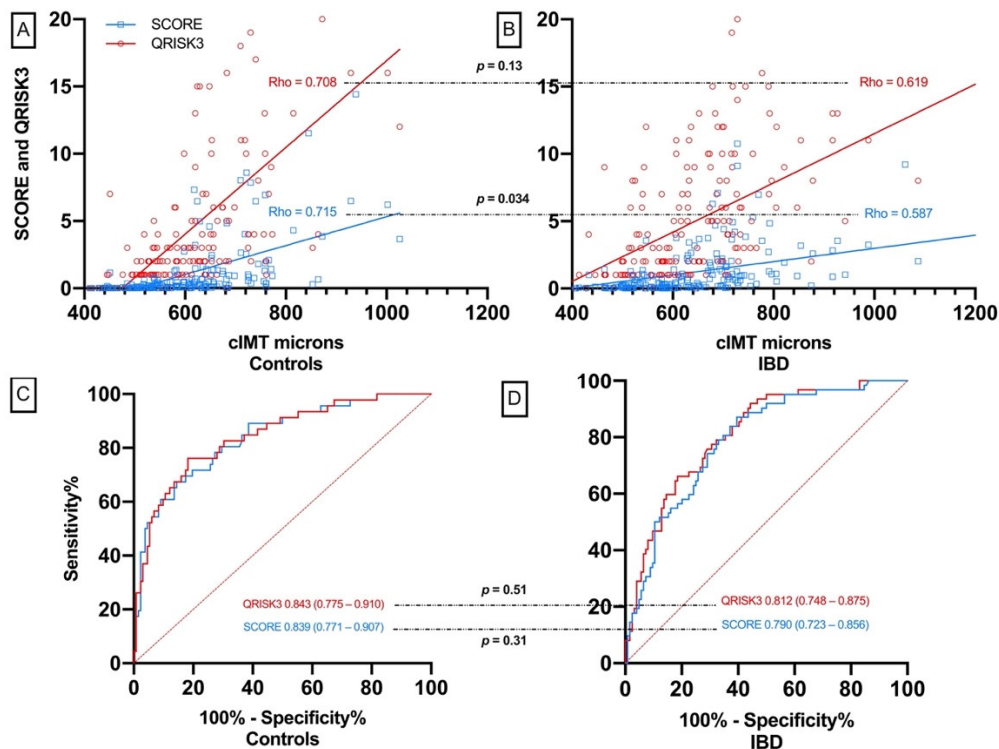 A
SCORE
QRISK3
B
SCORE and QRISK3
20
15
10
5
0
Rho = 0.708
Rho = 0.715
p = 0.13
p = 0.034
20
15
10
5
0
Rho = 0.619
Rho = 0.587
400 600 800 1000 1200
cIMT microns
Controls
400 600 800 1000 1200
cIMT microns
IBD
C
Sensitivity%
100
80
60
40
20
0
QRISK3 0.843 (0.775 – 0.910)
SCORE 0.839 (0.771 – 0.907)
p = 0.51
p = 0.31
D
100
80
60
40
20
0
QRISK3 0.812 (0.748 – 0.875)
SCORE 0.790 (0.723 – 0.856)
0 20 40 60 80 100
100% - Specificity%
Controls
0 20 40 60 80 100
100% - Specificity%
IBD